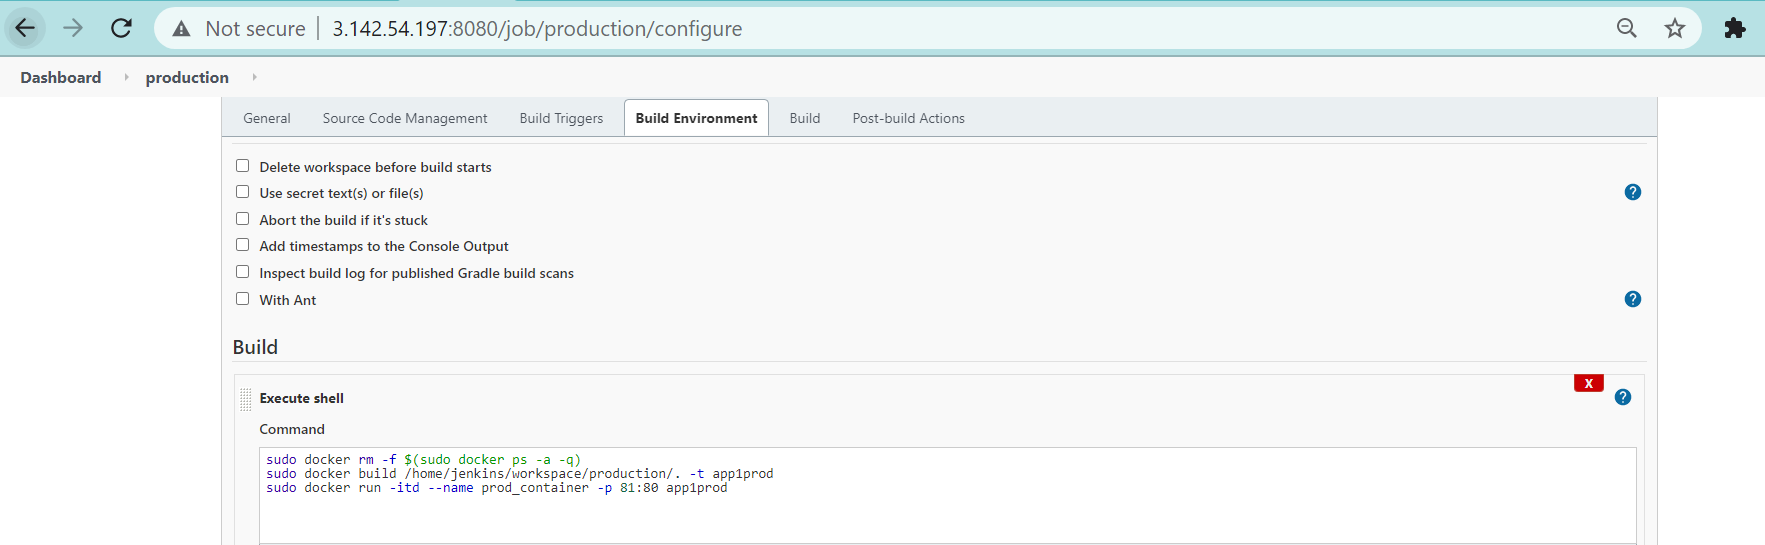 Not secure | 3.142.54.197:8080/job/production/configure
Dashboard production
General Source Code Management Build Triggers Build Environment Build Post-build Actions
Delete workspace before build starts
Use secret text(s) or file(s) ?
Abort the build if it's stuck
Add timestamps to the Console Output
Inspect build log for published Gradle build scans
With Ant ?
Build
X
Execute shell ?
Command
sudo docker rm -f $(sudo docker ps -a -q)
sudo docker build /home/jenkins/workspace/production/. -t app1prod
sudo docker run -itd --name prod_container -p 81:80 app1prod